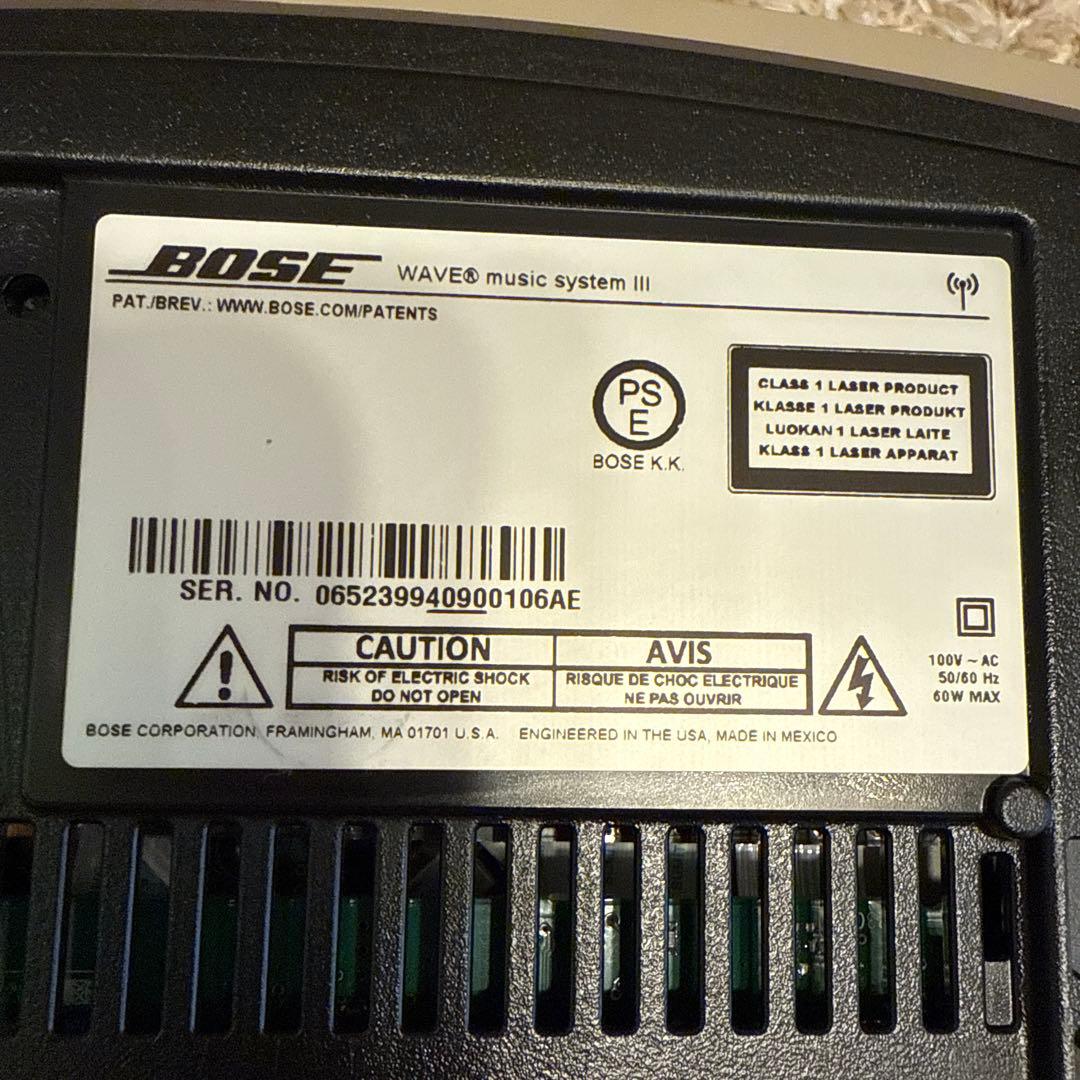 BOSE WAVE® music system III
PAT./BREV.: WWW.BOSE.COM/PATENTS
PS
E
BOSE K.K.
CLASS 1 LASER PRODUCT
KLASSE 1 LASER PRODUKT
LUOKAN 1 LASER LAITE
KLASS 1 LASER APPARAT
SER. NO. 065239940900106AE
CAUTION
RISK OF ELECTRIC SHOCK
DO NOT OPEN
AVIS
RISQUE DE CHOC ELECTRIQUE
NE PAS OUVRIR
100V ~ AC
50/60 Hz
60W MAX
BOSE CORPORATION, FRAMINGHAM, MA 01701 U.S.A. ENGINEERED IN THE USA, MADE IN MEXICO